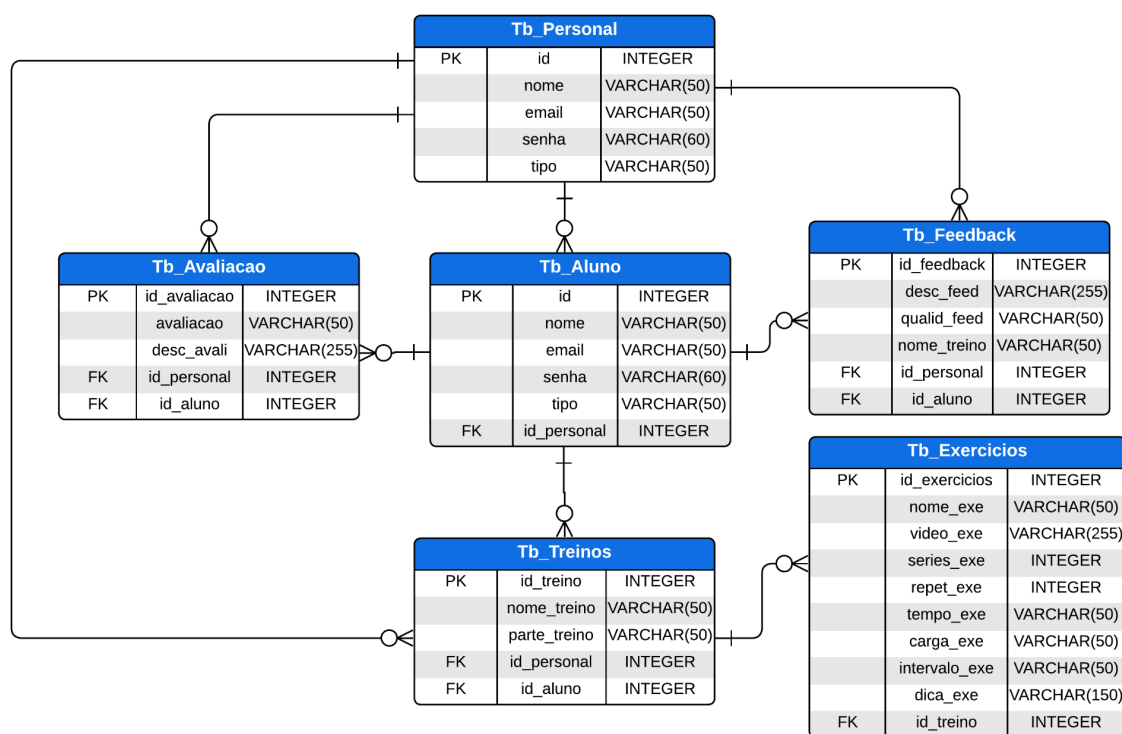 Tb_Personal
PK id INTEGER
nome VARCHAR(50)
email VARCHAR(50)
senha VARCHAR(60)
tipo VARCHAR(50)
Tb_Avaliacao
PK id_avaliacao INTEGER
avaliacao VARCHAR(50)
desc_avali VARCHAR(255)
FK id_personal INTEGER
FK id_aluno INTEGER
Tb_Aluno
PK id INTEGER
nome VARCHAR(50)
email VARCHAR(50)
senha VARCHAR(60)
tipo VARCHAR(50)
FK id_personal INTEGER
Tb_Feedback
PK id_feedback INTEGER
desc_feed VARCHAR(255)
qualid_feed VARCHAR(50)
nome_treino VARCHAR(50)
FK id_personal INTEGER
FK id_aluno INTEGER
Tb_Treinos
PK id_treino INTEGER
nome_treino VARCHAR(50)
parte_treino VARCHAR(50)
FK id_personal INTEGER
FK id_aluno INTEGER
Tb_Exercicios
PK id_exercicios INTEGER
nome_exe VARCHAR(50)
video_exe VARCHAR(255)
series_exe INTEGER
repet_exe INTEGER
tempo_exe VARCHAR(50)
carga_exe VARCHAR(50)
intervalo_exe VARCHAR(50)
dica_exe VARCHAR(150)
FK id_treino INTEGER